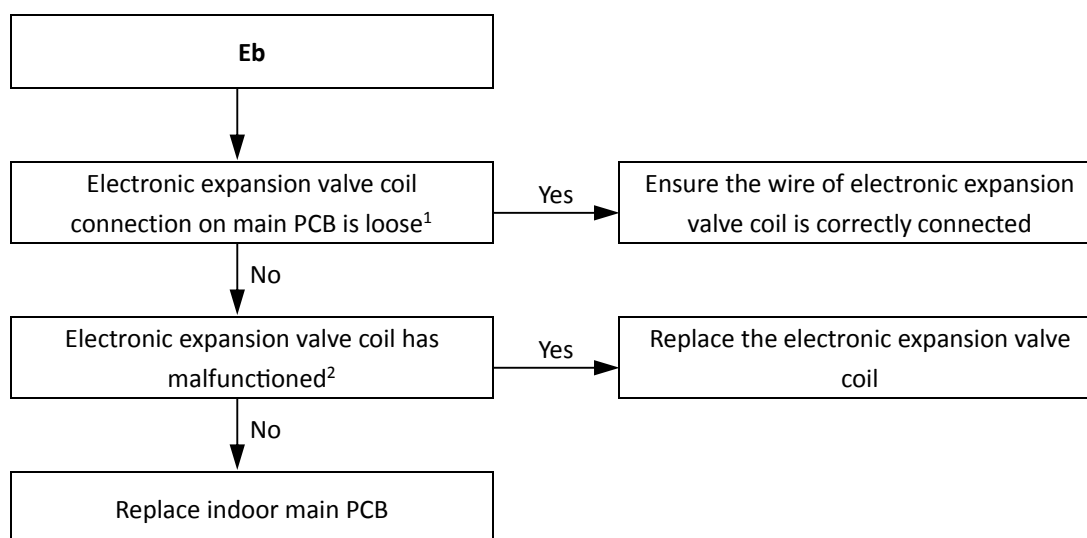 Eb
Electronic expansion valve coil
connection on main PCB is loose¹
Yes
Ensure the wire of electronic expansion
valve coil is correctly connected
No
Electronic expansion valve coil has
malfunctioned²
Yes
Replace the electronic expansion valve
coil
No
Replace indoor main PCB